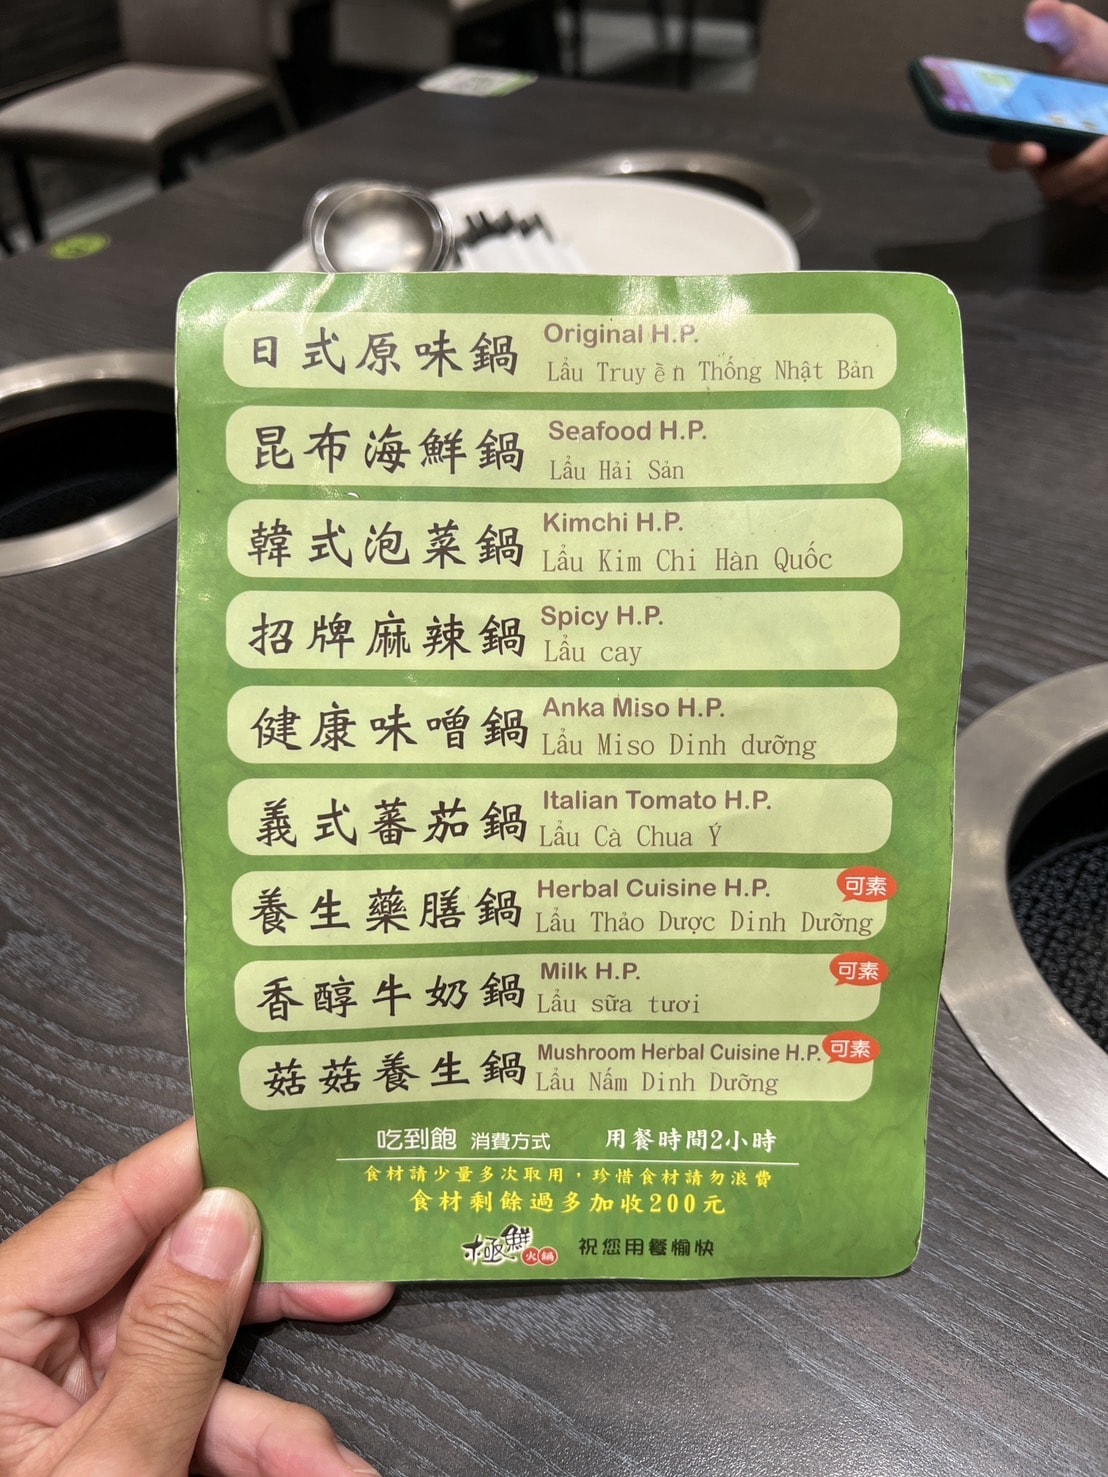 日式原味鍋
Original H.P.
Lẩu Truyền Thống Nhật Bản
昆布海鮮鍋
Seafood H.P.
Lẩu Hải Sản
韓式泡菜鍋
Kimchi H.P.
Lẩu Kim Chi Hàn Quốc
招牌麻辣鍋
Spicy H.P.
Lẩu cay
健康味噌鍋
Anka Miso H.P.
Lẩu Miso Dinh dưỡng
義式蕃茄鍋
Italian Tomato H.P.
Lẩu Cà Chua Ý
養生藥膳鍋
Herbal Cuisine H.P.
可素
Lẩu Thảo Dược Dinh Dưỡng
香醇牛奶鍋
Milk H.P.
可素
Lẩu sữa tươi
菇菇養生鍋
Mushroom Herbal Cuisine H.P.
可素
Lẩu Nấm Dinh Dưỡng
吃到飽 消費方式 用餐時間2小時
食材請少量多次取用，珍惜食材請勿浪費
食材剩餘過多加收200元
極鮮火鍋 祝您用餐愉快